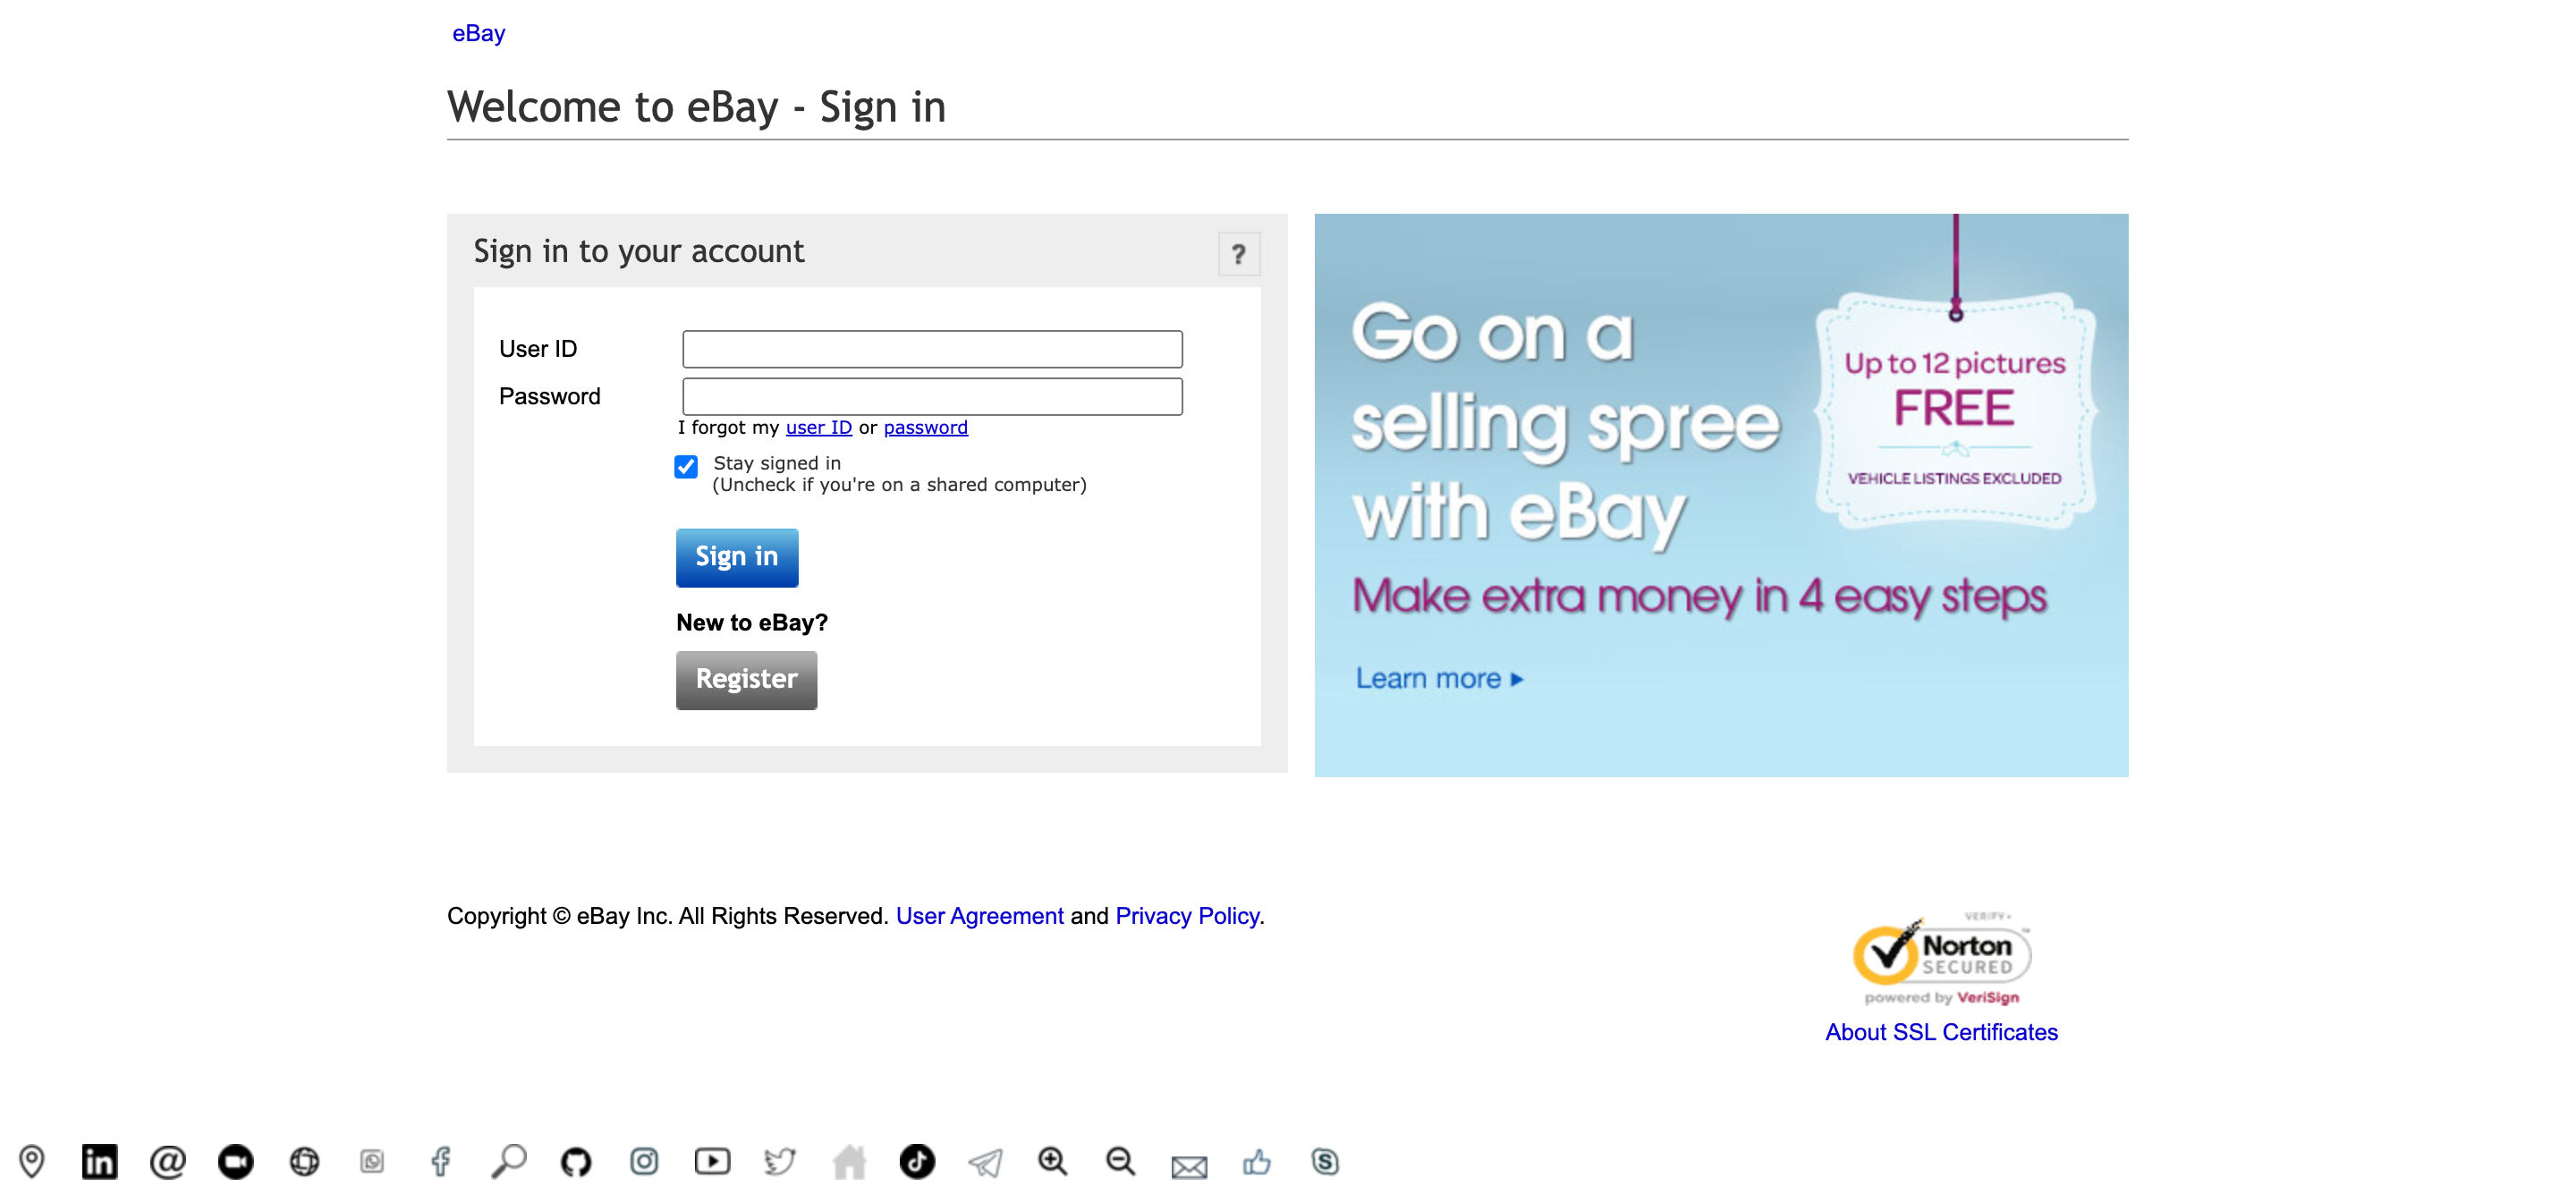 eBay
Welcome to eBay - Sign in
Sign in to your account
?
User ID
Password
I forgot my user ID or password
Stay signed in
(Uncheck if you're on a shared computer)
Sign in
New to eBay?
Register
Go on a
selling spree
with eBay
Make extra money in 4 easy steps
Learn more
Up to 12 pictures
FREE
VEHICLE LISTINGS EXCLUDED
Copyright © eBay Inc. All Rights Reserved. User Agreement and Privacy Policy.
VERIFY
Norton
SECURED
powered by VeriSign
About SSL Certificates
in @